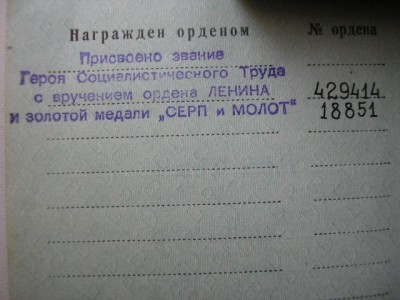 Награжден орденом № ордена
Присвоено звание
Героя Социалистического Труда
с вручением ордена ЛЕНИНА 429414
и золотой медали „СЕРП и МОЛОТ" 18851